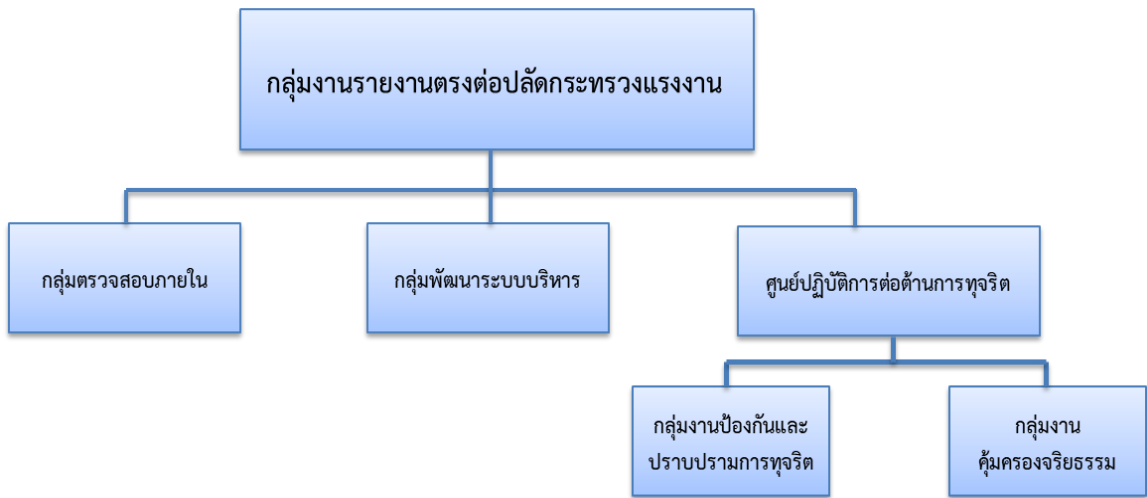 กลุ่มงานรายงานตรงต่อปลัดกระทรวงแรงงาน
กลุ่มตรวจสอบภายใน
กลุ่มพัฒนาระบบบริหาร
ศูนย์ปฏิบัติการต่อต้านการทุจริต
กลุ่มงานป้องกันและ
ปราบปรามการทุจริต
กลุ่มงาน
คุ้มครองจริยธรรม